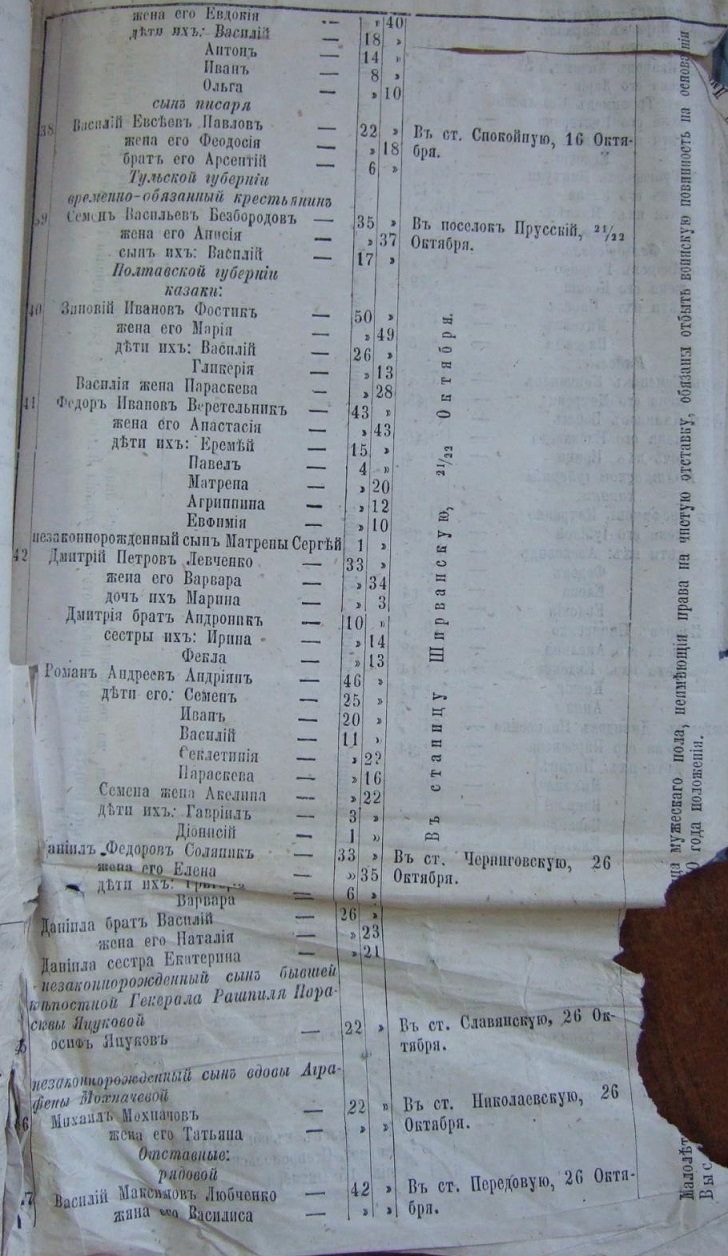 жена его Евдокія — » 40
дѣти ихъ: Василій — 18 »
Антонъ — 14 »
Иванъ — 8 »
Ольга — » 10
сынъ писаря
38 Василій Евсѣевъ Павловъ — 22 » Въ ст. Спокойную, 16 Октя-
жена его Феодосія — » 18 бря.
братъ его Арсентій — 6 »
Тульской губерніи
временно-обязанный крестьянинъ
39 Семенъ Васильевъ Безбородовъ — 35 » Въ поселокъ Прусскій, 21/22
жена его Анисія — » 37 Октября.
сынъ ихъ: Василій — 17 »
Полтавской губерніи
казаки:
40 Зиновій Ивановъ Фостикъ — 50 »
жена его Марія — » 49
дѣти ихъ: Василій — 26 »
Гликерія — » 13
Василія жена Параскева — » 28
41 Федоръ Ивановъ Веретельникъ — 43 »
жена его Анастасія — » 43
дѣти ихъ: Еремѣй — 15 »
Павелъ — 4 »
Матрена — » 20
Агриппина — » 12
Евфимія — » 10
незаконнорожденный сынъ Матрены Сергѣй 1 »
42 Дмитрій Петровъ Левченко — 33 »
жена его Варвара — » 34
дочь ихъ Марина — » 3
Дмитрія братъ Андроникъ — 10 »
сестры ихъ: Ирина — » 14
Фекла — » 13
Романъ Андреевъ Андріянъ — 46 »
дѣти его: Семенъ — 25 »
Иванъ — 20 »
Василій — 11 »
Секлетинія — »
Параскева — » 16
Семена жена Акелина — » 22
дѣти ихъ: Гавріилъ — 3 »
Діонисій — 1 »
Въ станицу Ширванскую, 21/22 Октября.
аніилъ Федоровъ Соляникъ — 33 » Въ ст. Черниговскую, 26
жена его Елена — » 35 Октября.
дѣти ихъ:
Варвара — 6 »
Даніила братъ Василій — 26 »
жена его Наталія — » 23
Даніила сестра Екатерина — » 21
незаконнорожденный сынъ бывшей
крѣпостной Генерала Рашпиля Пара-
сквы Яцуковой
осифъ Яцуковъ — 22 » Въ ст. Славянскую, 26 Ок-
тября.
незаконнорожденный сынъ вдовы Агра-
фены Мохначевой
46 Михаилъ Мохначовъ — 22 » Въ ст. Николаевскую, 26
жена его Татьяна — » » Октября.
Отставные:
рядовой
47 Василій Максимовъ Любченко — 42 » Въ ст. Передовую, 26 Октя-
жяна его Василиса — » » бря.
Малолѣт ца мужескаго пола, неимѣющія права на чистую отставку, обязаны отбыть воинскую повинность на основаніи
Выс 0 года положенія.